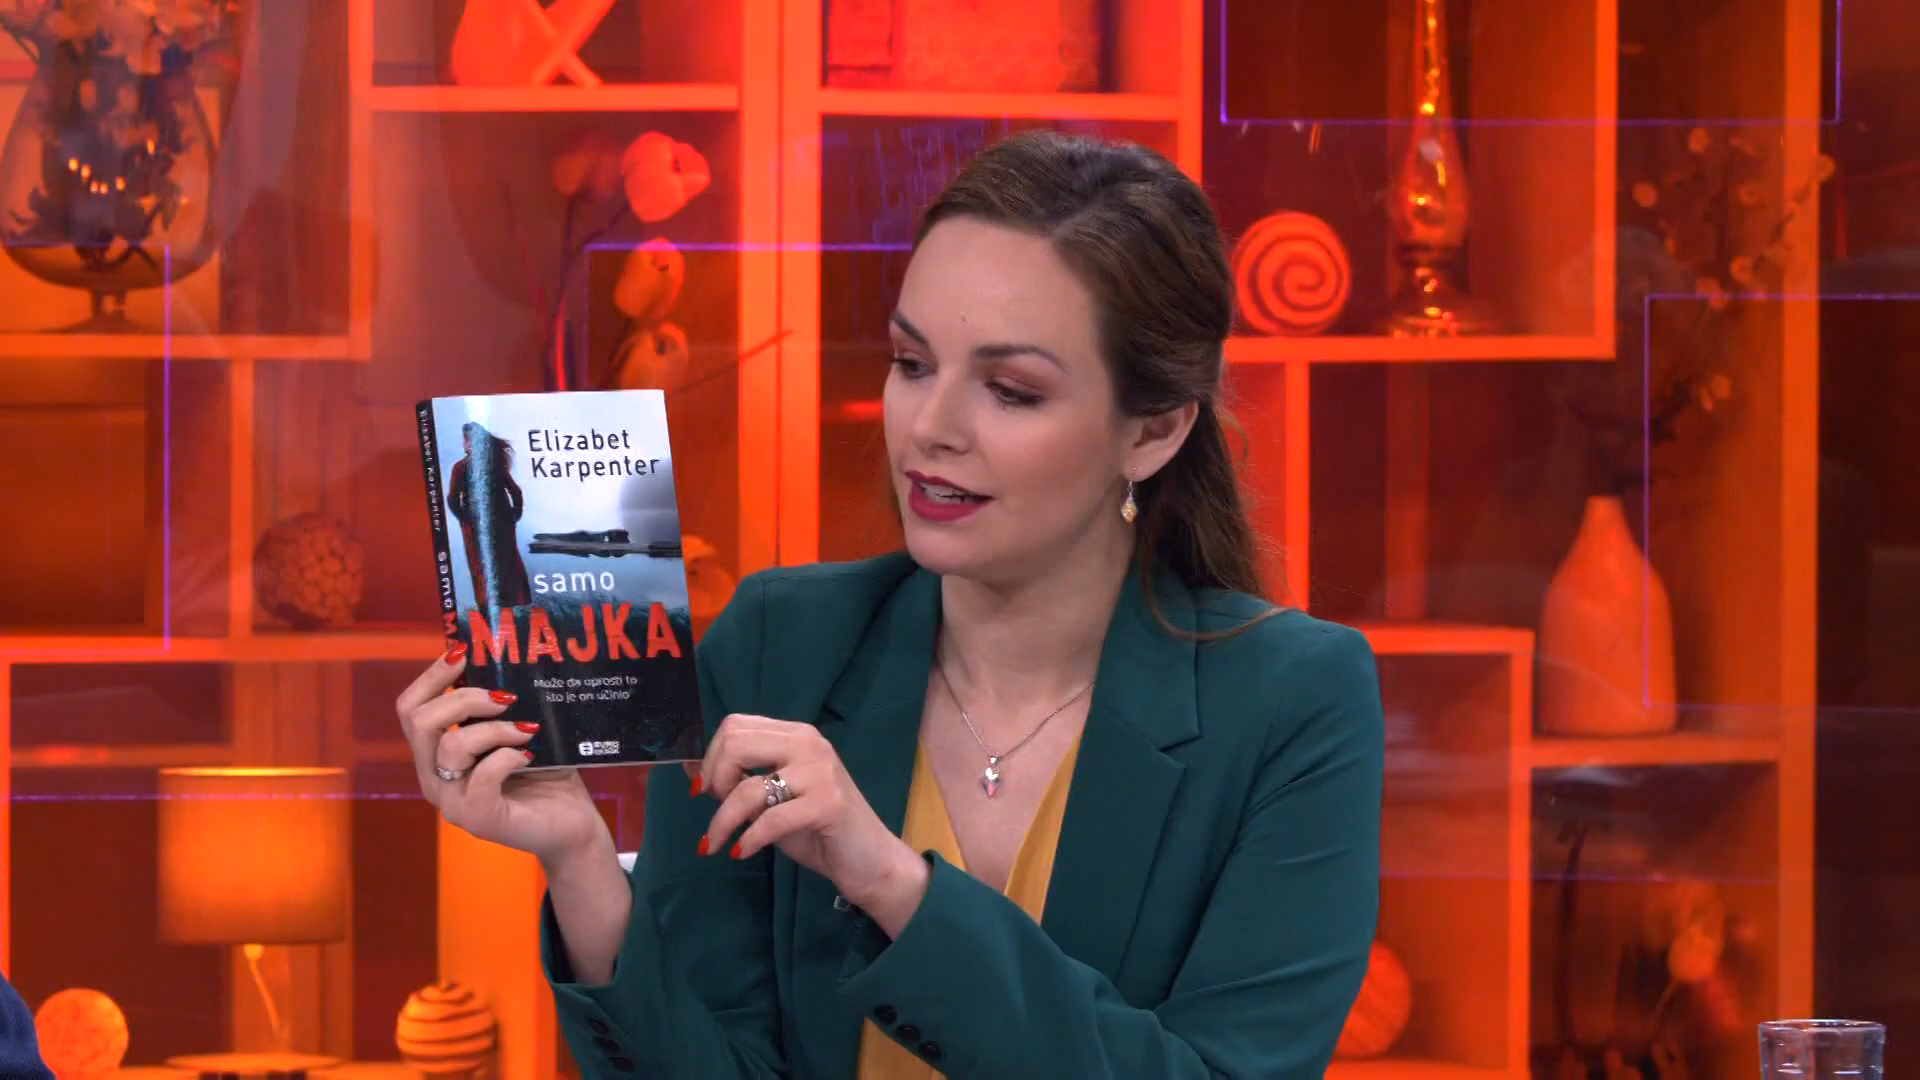 Elizabet
Karpenter
samo
MAJKA
Može da oprosti to
što je on učinio
Elizabet Karpenter samo M